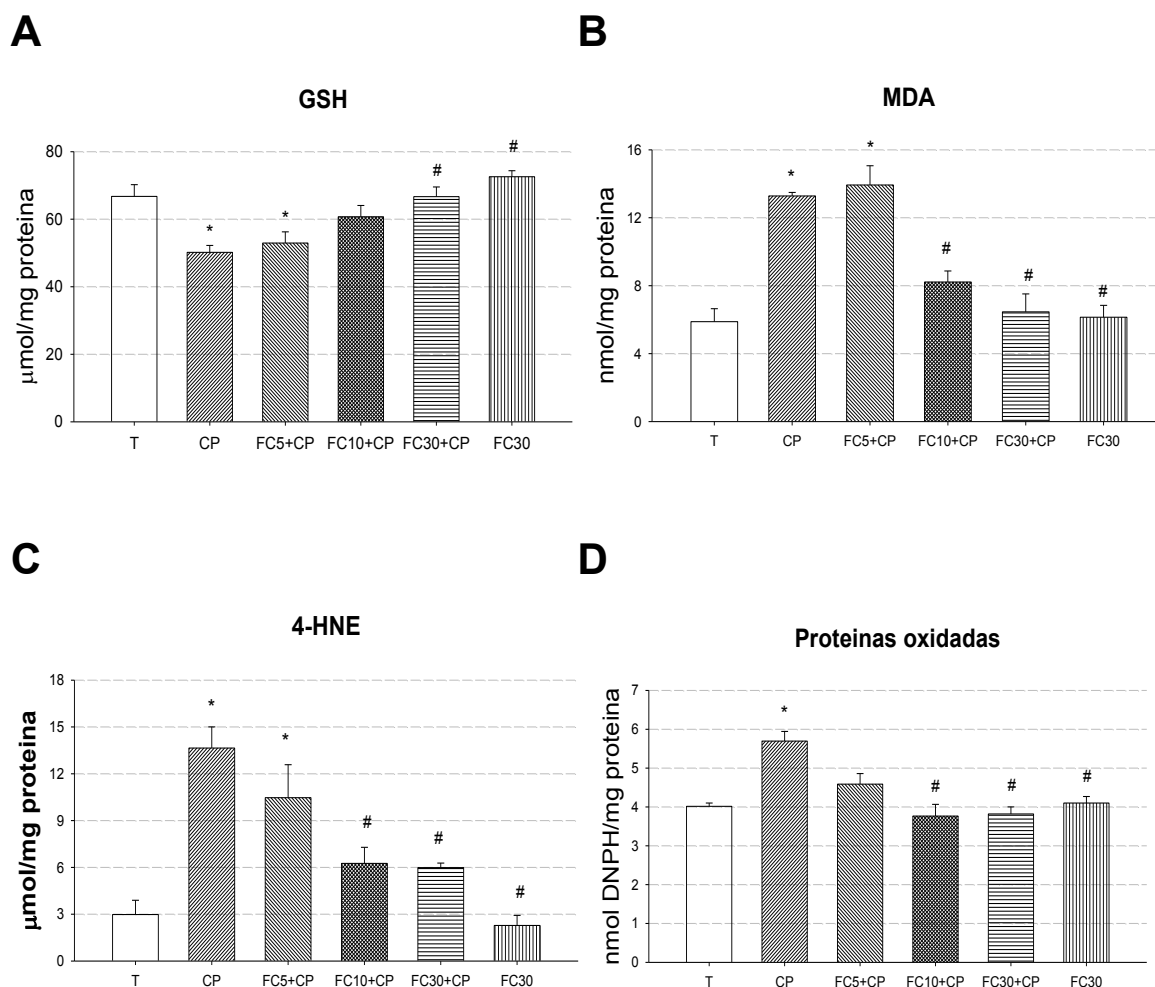 A
GSH
µmol/mg proteina
80
60
40
20
0
*
*
#
#
T CP FC5+CP FC10+CP FC30+CP FC30
B
MDA
nmol/mg proteina
16
12
8
4
0
*
*
#
#
#
T CP FC5+CP FC10+CP FC30+CP FC30
C
4-HNE
µmol/mg proteina
18
15
12
9
6
3
0
*
*
#
#
#
T CP FC5+CP FC10+CP FC30+CP FC30
D
Proteinas oxidadas
nmol DNPH/mg proteina
7
6
5
4
3
2
1
0
*
#
#
#
T CP FC5+CP FC10+CP FC30+CP FC30